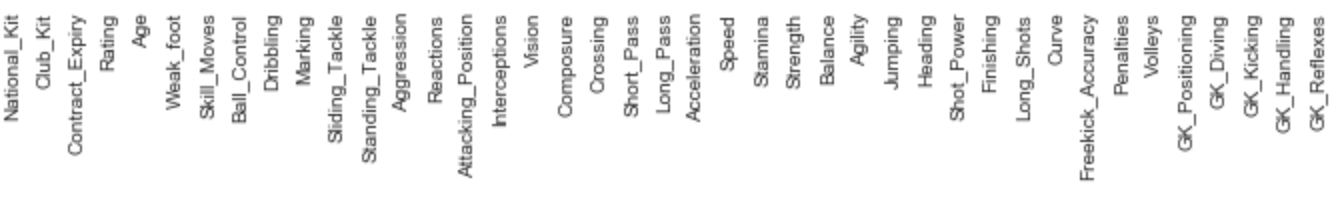 National_Kit
Club_Kit
Contract_Expiry
Rating
Age
Weak_foot
Skill_Moves
Ball_Control
Dribbling
Marking
Sliding_Tackle
Standing_Tackle
Aggression
Reactions
Attacking_Position
Interceptions
Vision
Composure
Crossing
Short_Pass
Long_Pass
Acceleration
Speed
Stamina
Strength
Balance
Agility
Jumping
Heading
Shot_Power
Finishing
Long_Shots
Curve
Freekick_Accuracy
Penalties
Volleys
GK_Positioning
GK_Diving
GK_Kicking
GK_Handling
GK_Reflexes